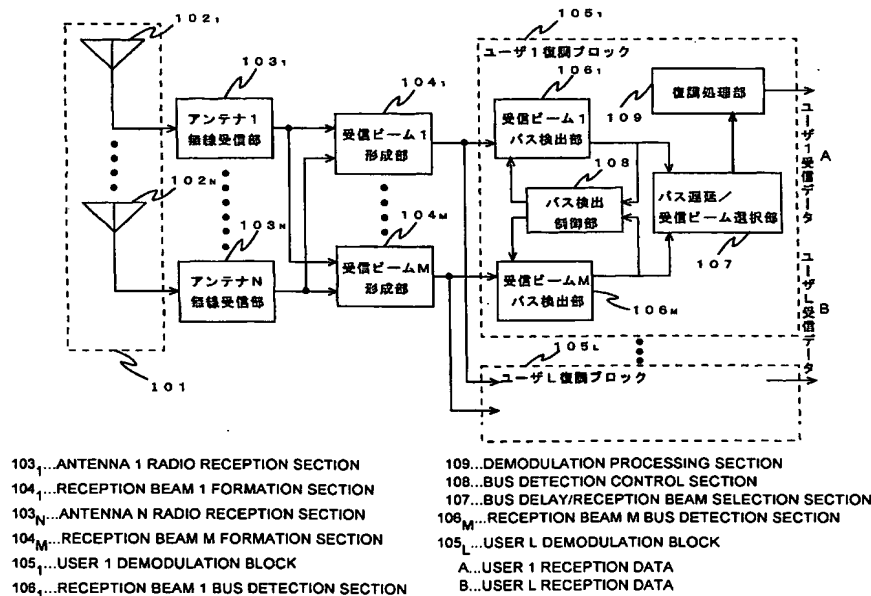 102₁
103₁
アンテナ1
無線受信部
102N
103N
アンテナN
無線受信部
101
104₁
受信ビーム1
形成部
104M
受信ビームM
形成部
105₁
ユーザ1復調ブロック
106₁
受信ビーム1
パス検出部
109
復調処理部
108
パス検出
制御部
パス遅延/
受信ビーム選択部
107
受信ビームM
パス検出部
106M
ユーザ1受信データ
A
ユーザL受信データ
B
105L
ユーザL復調ブロック
103₁...ANTENNA 1 RADIO RECEPTION SECTION
104₁...RECEPTION BEAM 1 FORMATION SECTION
103N...ANTENNA N RADIO RECEPTION SECTION
104M...RECEPTION BEAM M FORMATION SECTION
105₁...USER 1 DEMODULATION BLOCK
106₁...RECEPTION BEAM 1 BUS DETECTION SECTION
109...DEMODULATION PROCESSING SECTION
108...BUS DETECTION CONTROL SECTION
107...BUS DELAY/RECEPTION BEAM SELECTION SECTION
106M...RECEPTION BEAM M BUS DETECTION SECTION
105L...USER L DEMODULATION BLOCK
A...USER 1 RECEPTION DATA
B...USER L RECEPTION DATA